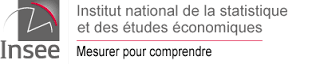 Institut national de la statistique
et des études économiques
Insee
Mesurer pour comprendre